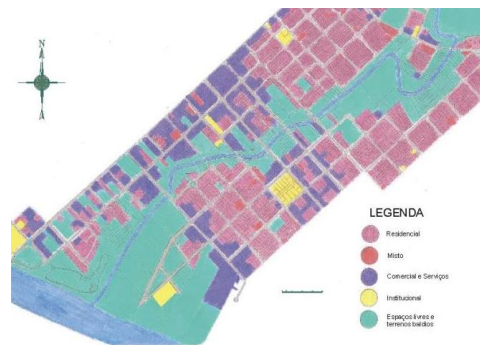 N
A
LEGENDA
Residencial
Misto
Comercial e Serviços
Institucional
Espaços livres e
terrenos baldios